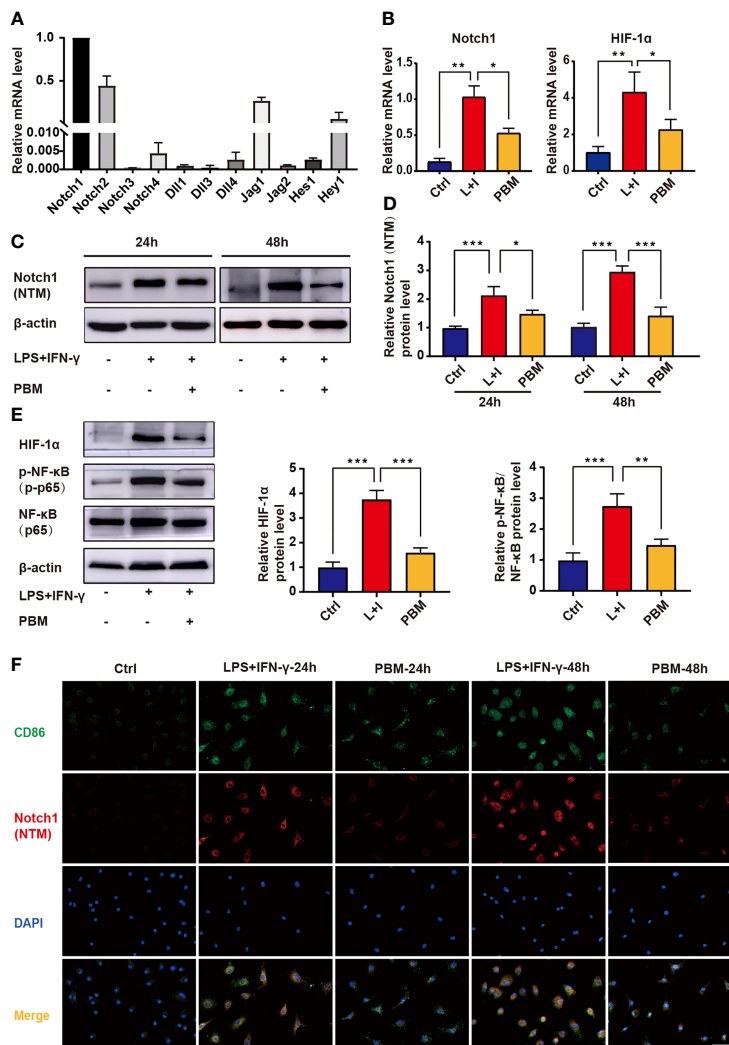 A
Relative mRNA level
1.0
0.5
0.010
0.005
0.000
Notch1
Notch2
Notch3
Notch4
Dll1
Dll3
Dll4
Jag1
Jag2
Hes1
Hey1
B
Notch1
Relative mRNA level
1.5
1.0
0.5
0.0
** *
Ctrl
L+I
PBM
HIF-1α
Relative mRNA level
6
4
2
0
** *
Ctrl
L+I
PBM
C
24h 48h
Notch1
(NTM)
β-actin
LPS+IFN-γ - + + - + +
PBM - - + - - +
D
Relative Notch1 (NTM)
protein level
4
3
2
1
0
*** * *** ***
Ctrl
L+I
PBM
Ctrl
L+I
PBM
24h 48h
E
HIF-1α
p-NF-κB
(p-p65)
NF-κB
(p65)
β-actin
LPS+IFN-γ - + +
PBM - - +
Relative HIF-1α
protein level
5
4
3
2
1
0
*** ***
Ctrl
L+I
PBM
Relative p-NF-κB/
NF-κB protein level
4
3
2
1
0
*** **
Ctrl
L+I
PBM
F
Ctrl LPS+IFN-γ-24h PBM-24h LPS+IFN-γ-48h PBM-48h
CD86
Notch1
(NTM)
DAPI
Merge